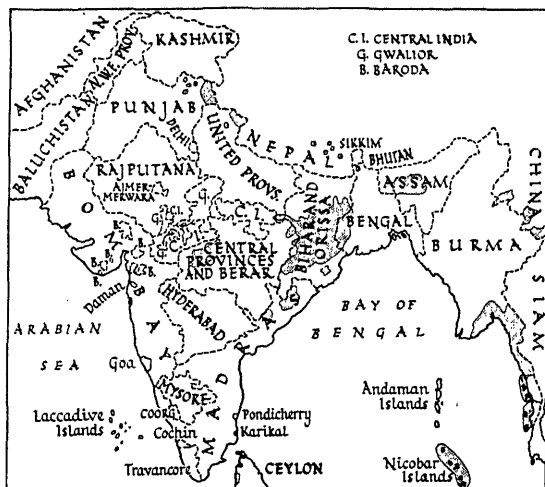 C.I. CENTRAL INDIA
G. GWALIOR
B. BARODA
AFGHANISTAN
N.W.F. PROV.
BALUCHISTAN
KASHMIR
PUNJAB
DELHI
UNITED PROVS.
NEPAL
SIKKIM
BHUTAN
ASSAM
CHINA
RAJPUTANA
AJMER-
MERWARA
BOMBAY
G.
C.I.
G.
C.I.
G.
C.I.
B.
B.
B.
B.
B.
CENTRAL
PROVINCES
AND BERAR
BIHAR AND
ORISSA
BENGAL
BURMA
SIAM
Daman
HYDERABAD
ARABIAN
SEA
BAY OF
BENGAL
Goa
MYSORE
MADRAS
COORG
Cochin
Travancore
Laccadive
Islands
Pondicherry
Karikal
CEYLON
Andaman
Islands
Nicobar
Islands